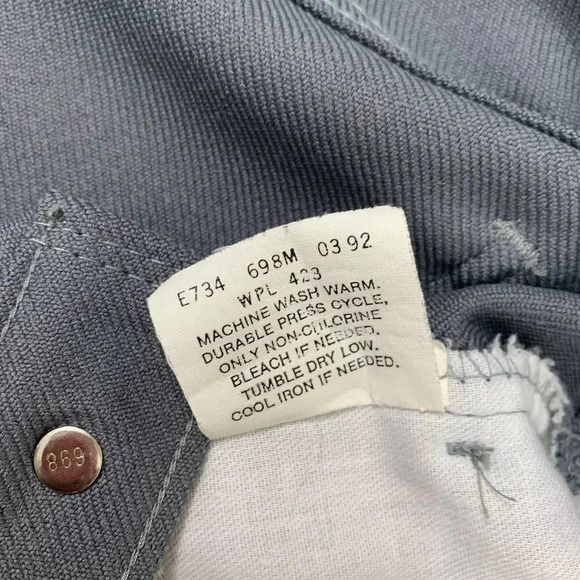 E734 698M 03 92
WPL 423
MACHINE WASH WARM.
DURABLE PRESS CYCLE,
ONLY NON-CHLORINE
BLEACH IF NEEDED.
TUMBLE DRY LOW.
COOL IRON IF NEEDED.
869